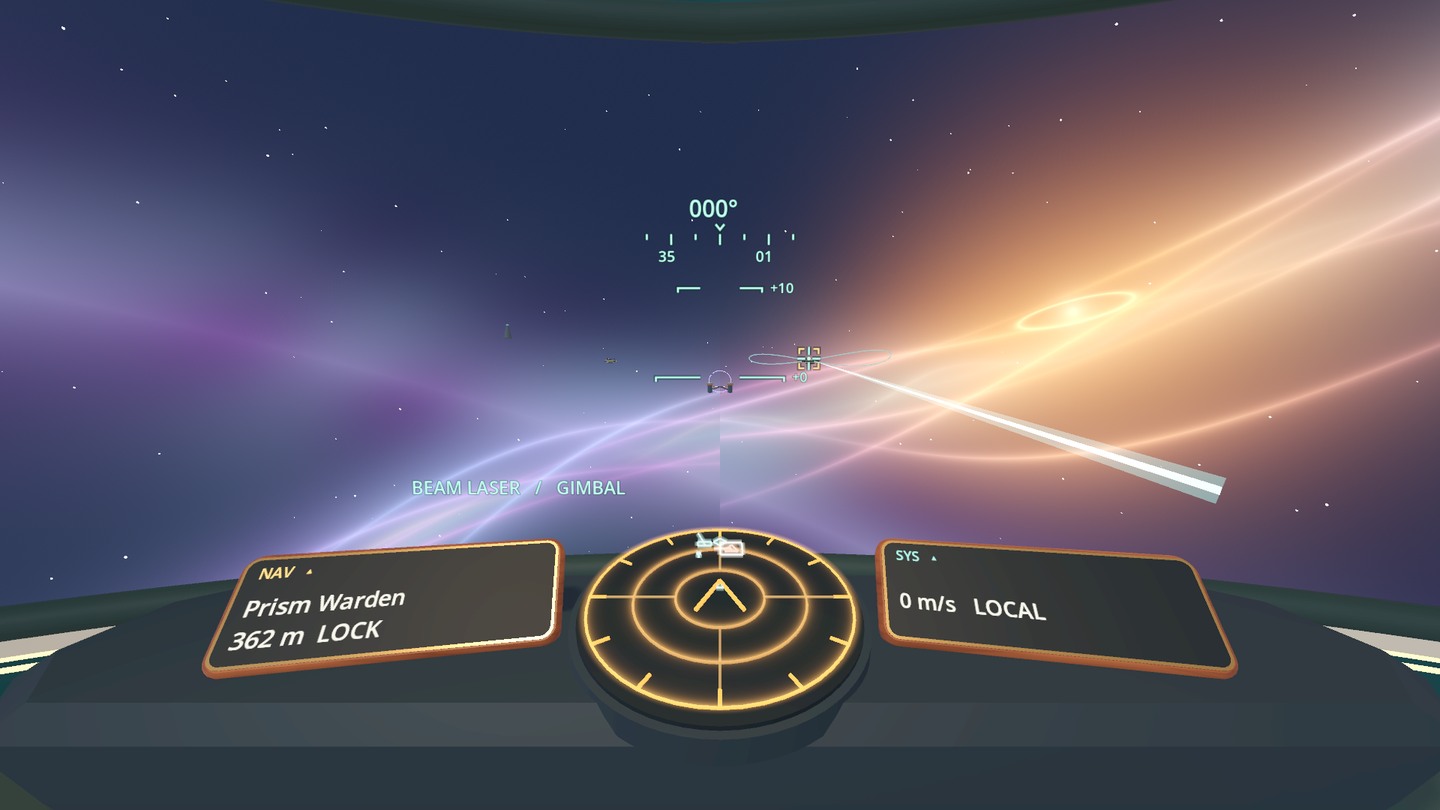 000°
35 01
+10
+0
BEAM LASER / GIMBAL
NAV
Prism Warden
362 m LOCK
SYS
0 m/s LOCAL